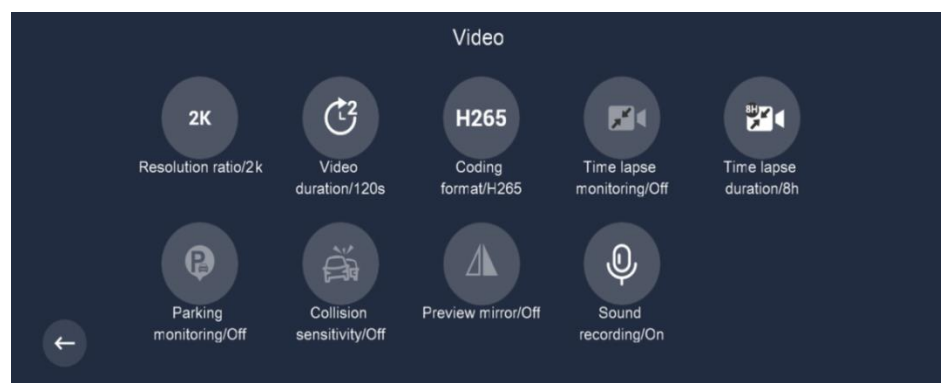 Video
2K
2
H265
8H
Resolution ratio/2k
Video
duration/120s
Coding
format/H265
Time lapse
monitoring/Off
Time lapse
duration/8h
P
Parking
monitoring/Off
Collision
sensitivity/Off
Preview mirror/Off
Sound
recording/On